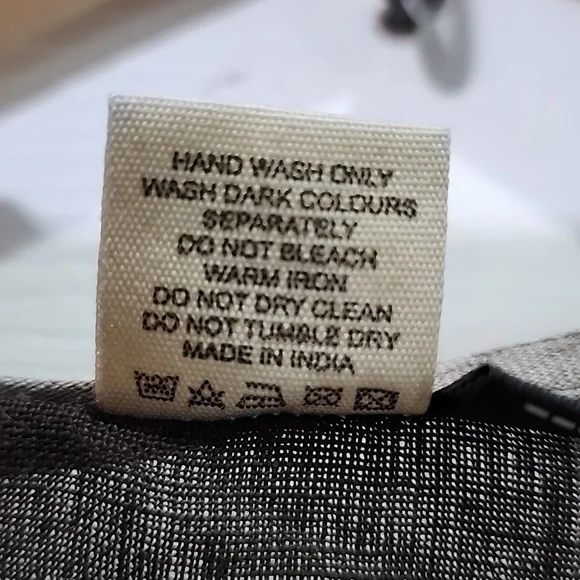 HAND WASH ONLY
WASH DARK COLOURS
SEPARATELY
DO NOT BLEACH
WARM IRON
DO NOT DRY CLEAN
DO NOT TUMBLE DRY
MADE IN INDIA